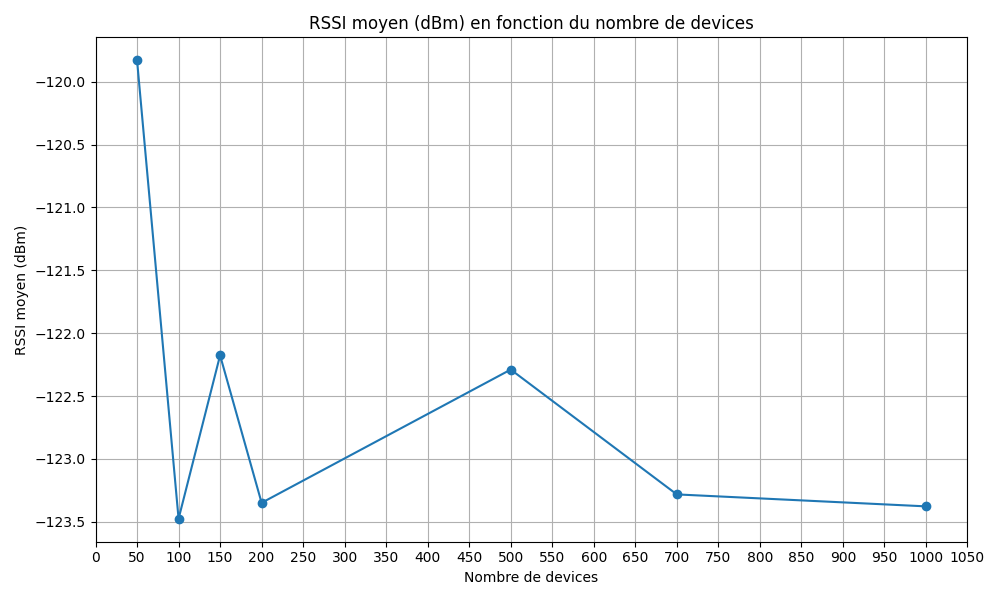 RSSI moyen (dBm) en fonction du nombre de devices
RSSI moyen (dBm)
−120.0
−120.5
−121.0
−121.5
−122.0
−122.5
−123.0
−123.5
0 50 100 150 200 250 300 350 400 450 500 550 600 650 700 750 800 850 900 950 1000 1050
Nombre de devices